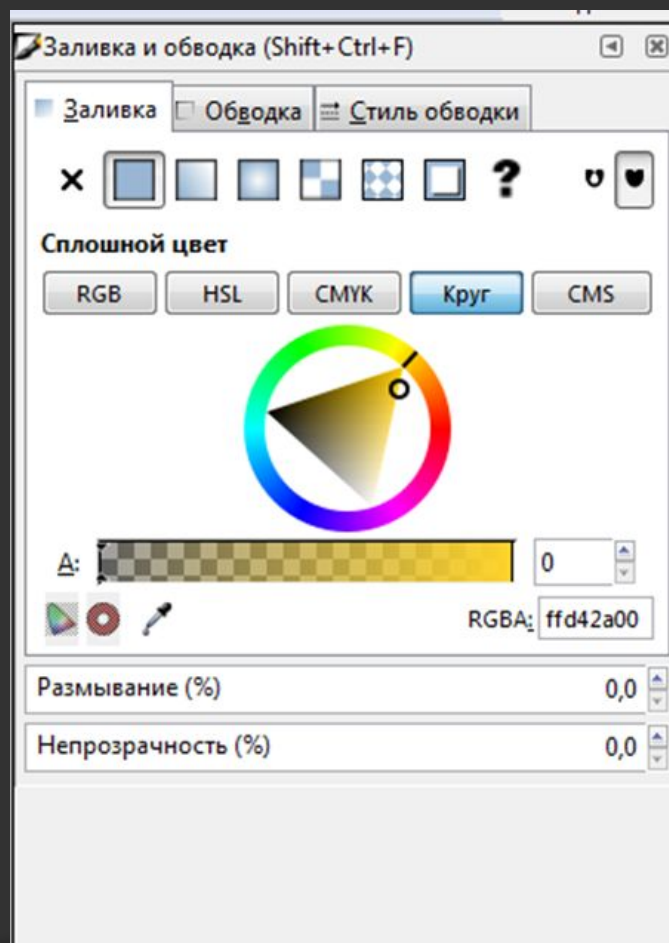 Заливка и обводка (Shift+Ctrl+F)
Заливка Обводка Стиль обводки
?
Сплошной цвет
RGB HSL CMYK Круг CMS
A: 0
RGBA: ffd42a00
Размывание (%) 0,0
Непрозрачность (%) 0,0